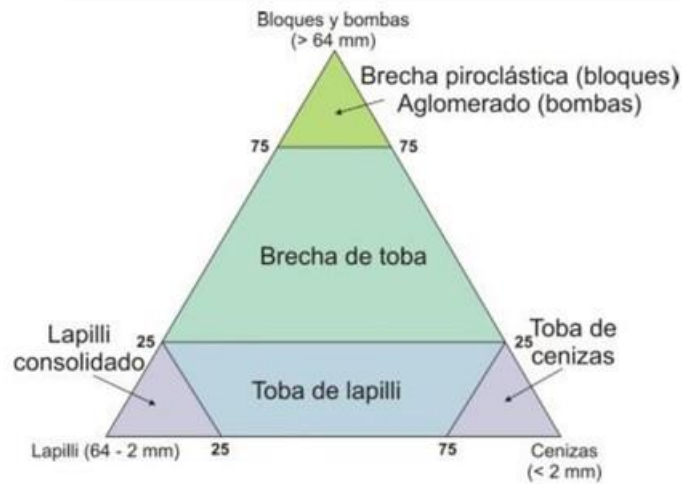 Bloques y bombas
(> 64 mm)
Brecha piroclástica (bloques)
Aglomerado (bombas)
75
75
Brecha de toba
Lapilli
consolidado
25
25
Toba de
cenizas
Toba de lapilli
Lapilli (64 - 2 mm)
25
75
Cenizas
(< 2 mm)